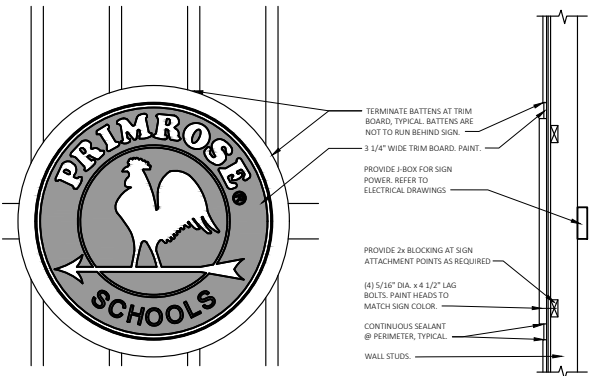 PRIMROSE®
SCHOOLS
TERMINATE BATTENS AT TRIM
BOARD, TYPICAL. BATTENS ARE
NOT TO RUN BEHIND SIGN.
3 1/4" WIDE TRIM BOARD. PAINT.
PROVIDE J-BOX FOR SIGN
POWER. REFER TO
ELECTRICAL DRAWINGS
PROVIDE 2x BLOCKING AT SIGN
ATTACHMENT POINTS AS REQUIRED
(4) 5/16" DIA. x 4 1/2" LAG
BOLTS. PAINT HEADS TO
MATCH SIGN COLOR.
CONTINUOUS SEALANT
@ PERIMETER, TYPICAL.
WALL STUDS.